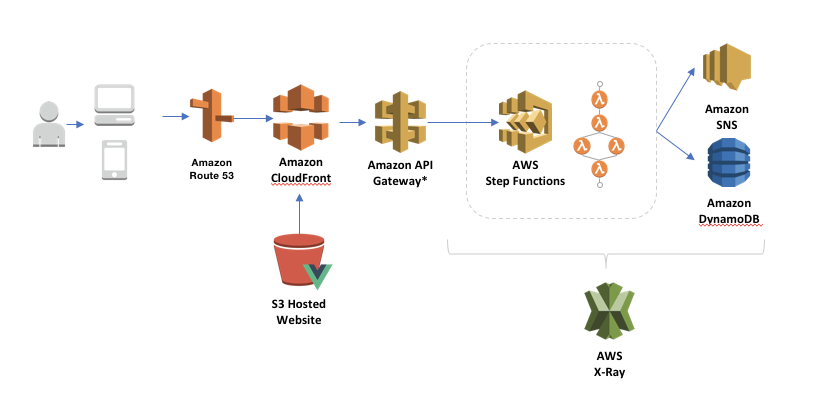 Amazon
Route 53
Amazon
CloudFront
Amazon API
Gateway*
AWS
Step Functions
λ
λ
λ
λ
λ
Amazon
SNS
Amazon
DynamoDB
S3 Hosted
Website
AWS
X-Ray